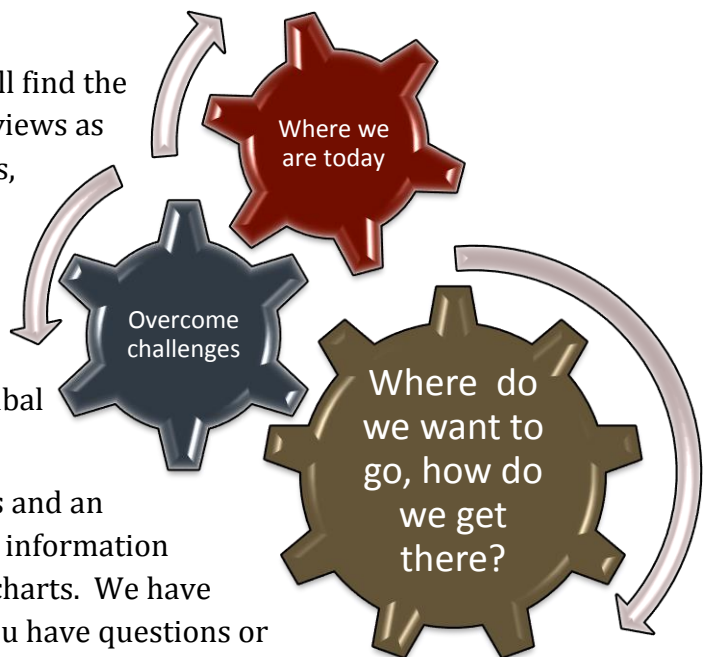 ll find the
views as
s,
bal
s and an
information
charts.  We have
ou have questions or
Where we
are today
Overcome
challenges
Where  do
we want to
go, how do
we get
there?